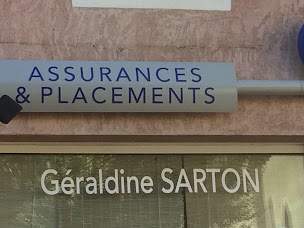 ASSURANCES
& PLACEMENTS
Géraldine SARTON